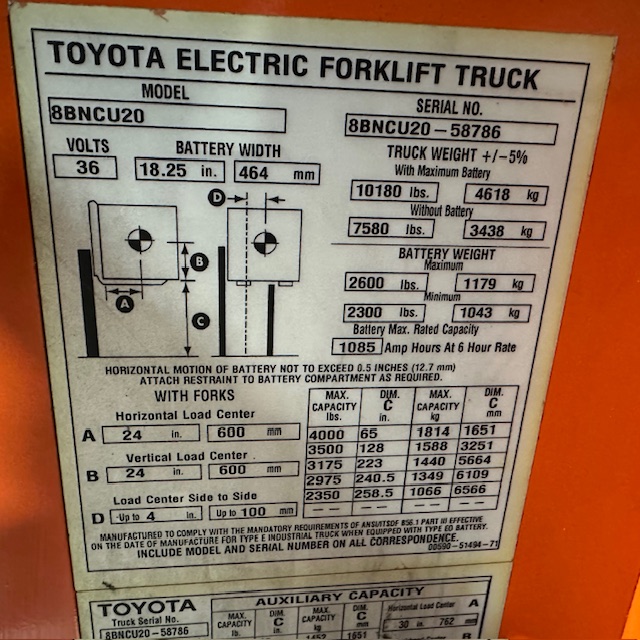 TOYOTA ELECTRIC FORKLIFT TRUCK
MODEL
8BNCU20
SERIAL NO.
8BNCU20-58786
VOLTS
36
BATTERY WIDTH
18.25 in. 464 mm
TRUCK WEIGHT +/-5%
With Maximum Battery
10180 lbs. 4618 kg
Without Battery
7580 lbs. 3438 kg
BATTERY WEIGHT
Maximum
2600 lbs. 1179 kg
Minimum
2300 lbs. 1043 kg
Battery Max. Rated Capacity
1085 Amp Hours At 6 Hour Rate
D
B
A
C
HORIZONTAL MOTION OF BATTERY NOT TO EXCEED 0.5 INCHES (12.7 mm)
ATTACH RESTRAINT TO BATTERY COMPARTMENT AS REQUIRED.
WITH FORKS
Horizontal Load Center
A 24 in. 600 mm
Vertical Load Center
B 24 in. 600 mm
Load Center Side to Side
D Up to 4 in. Up to 100 mm
MAX. CAPACITY lbs. DIM. C in. MAX. CAPACITY kg DIM. C mm
4000 65 1814 1651
3500 128 1588 3251
3175 223 1440 5664
2975 240.5 1349 6109
2350 258.5 1066 6566
-- -- -- --
MANUFACTURED TO COMPLY WITH THE MANDATORY REQUIREMENTS OF ANSI/ITSDF B56.1 PART III EFFECTIVE
ON THE DATE OF MANUFACTURE FOR TYPE E INDUSTRIAL TRUCK WHEN EQUIPPED WITH TYPE ED BATTERY.
INCLUDE MODEL AND SERIAL NUMBER ON ALL CORRESPONDENCE.
00590-51494-71
TOYOTA
Truck Serial No.
8BNCU20-58786
AUXILIARY CAPACITY
MAX. CAPACITY lb. DIM. C in. MAX. CAPACITY kg DIM. C mm
1452 1651
Horizontal Load Center A
30 in. 762 mm
B